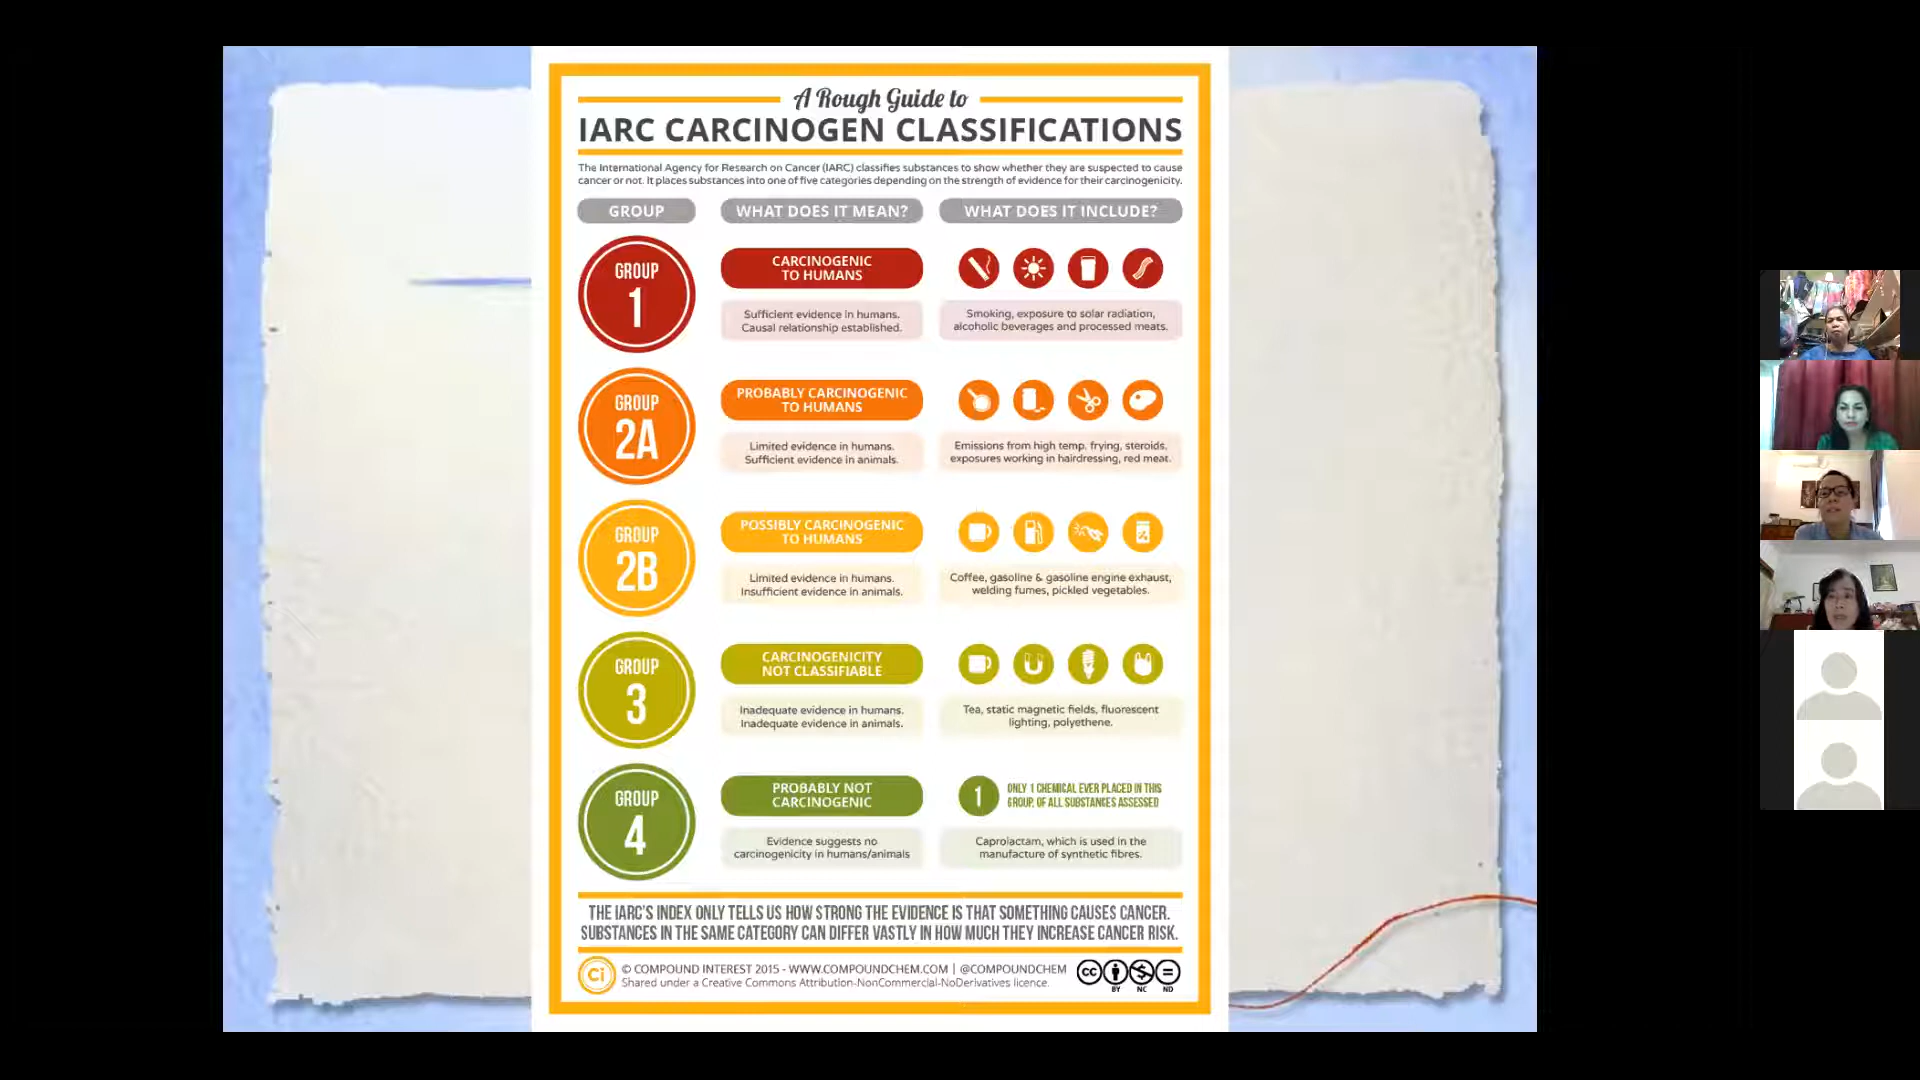 A Rough Guide to
IARC CARCINOGEN CLASSIFICATIONS
The International Agency for Research on Cancer (IARC) classifies substances to show whether they are suspected to cause
cancer or not. It places substances into one of five categories depending on the strength of evidence for their carcinogenicity.
GROUP
WHAT DOES IT MEAN?
WHAT DOES IT INCLUDE?
GROUP
1
CARCINOGENIC
TO HUMANS
Sufficient evidence in humans.
Causal relationship established.
Smoking, exposure to solar radiation,
alcoholic beverages and processed meats.
GROUP
2A
PROBABLY CARCINOGENIC
TO HUMANS
Limited evidence in humans.
Sufficient evidence in animals.
Emissions from high temp. frying, steroids,
exposures working in hairdressing, red meat.
GROUP
2B
POSSIBLY CARCINOGENIC
TO HUMANS
Limited evidence in humans.
Insufficient evidence in animals.
Coffee, gasoline & gasoline engine exhaust,
welding fumes, pickled vegetables.
GROUP
3
CARCINOGENICITY
NOT CLASSIFIABLE
Inadequate evidence in humans.
Inadequate evidence in animals.
Tea, static magnetic fields, fluorescent
lighting, polyethene.
GROUP
4
PROBABLY NOT
CARCINOGENIC
Evidence suggests no
carcinogenicity in humans/animals
1
ONLY 1 CHEMICAL EVER PLACED IN THIS
GROUP, OF ALL SUBSTANCES ASSESSED
Caprolactam, which is used in the
manufacture of synthetic fibres.
THE IARC'S INDEX ONLY TELLS US HOW STRONG THE EVIDENCE IS THAT SOMETHING CAUSES CANCER.
SUBSTANCES IN THE SAME CATEGORY CAN DIFFER VASTLY IN HOW MUCH THEY INCREASE CANCER RISK.
Ci
© COMPOUND INTEREST 2015 - WWW.COMPOUNDCHEM.COM | @COMPOUNDCHEM
Shared under a Creative Commons Attribution-NonCommercial-NoDerivatives licence.
CC
BY NC ND